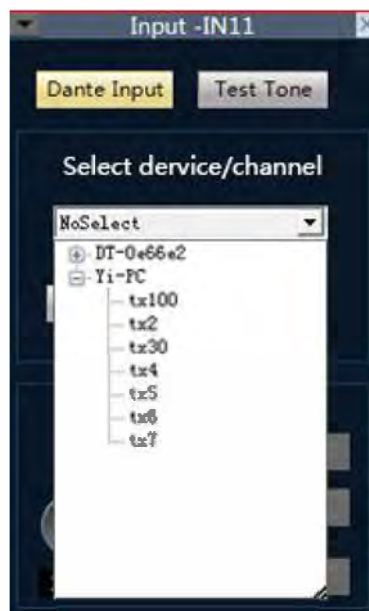 Input -IN11
Dante Input Test Tone
Select dervice/channel
NoSelect
DT-0e66e2
Yi-PC
tx100
tx2
tx30
tx4
tx5
tx6
tx7